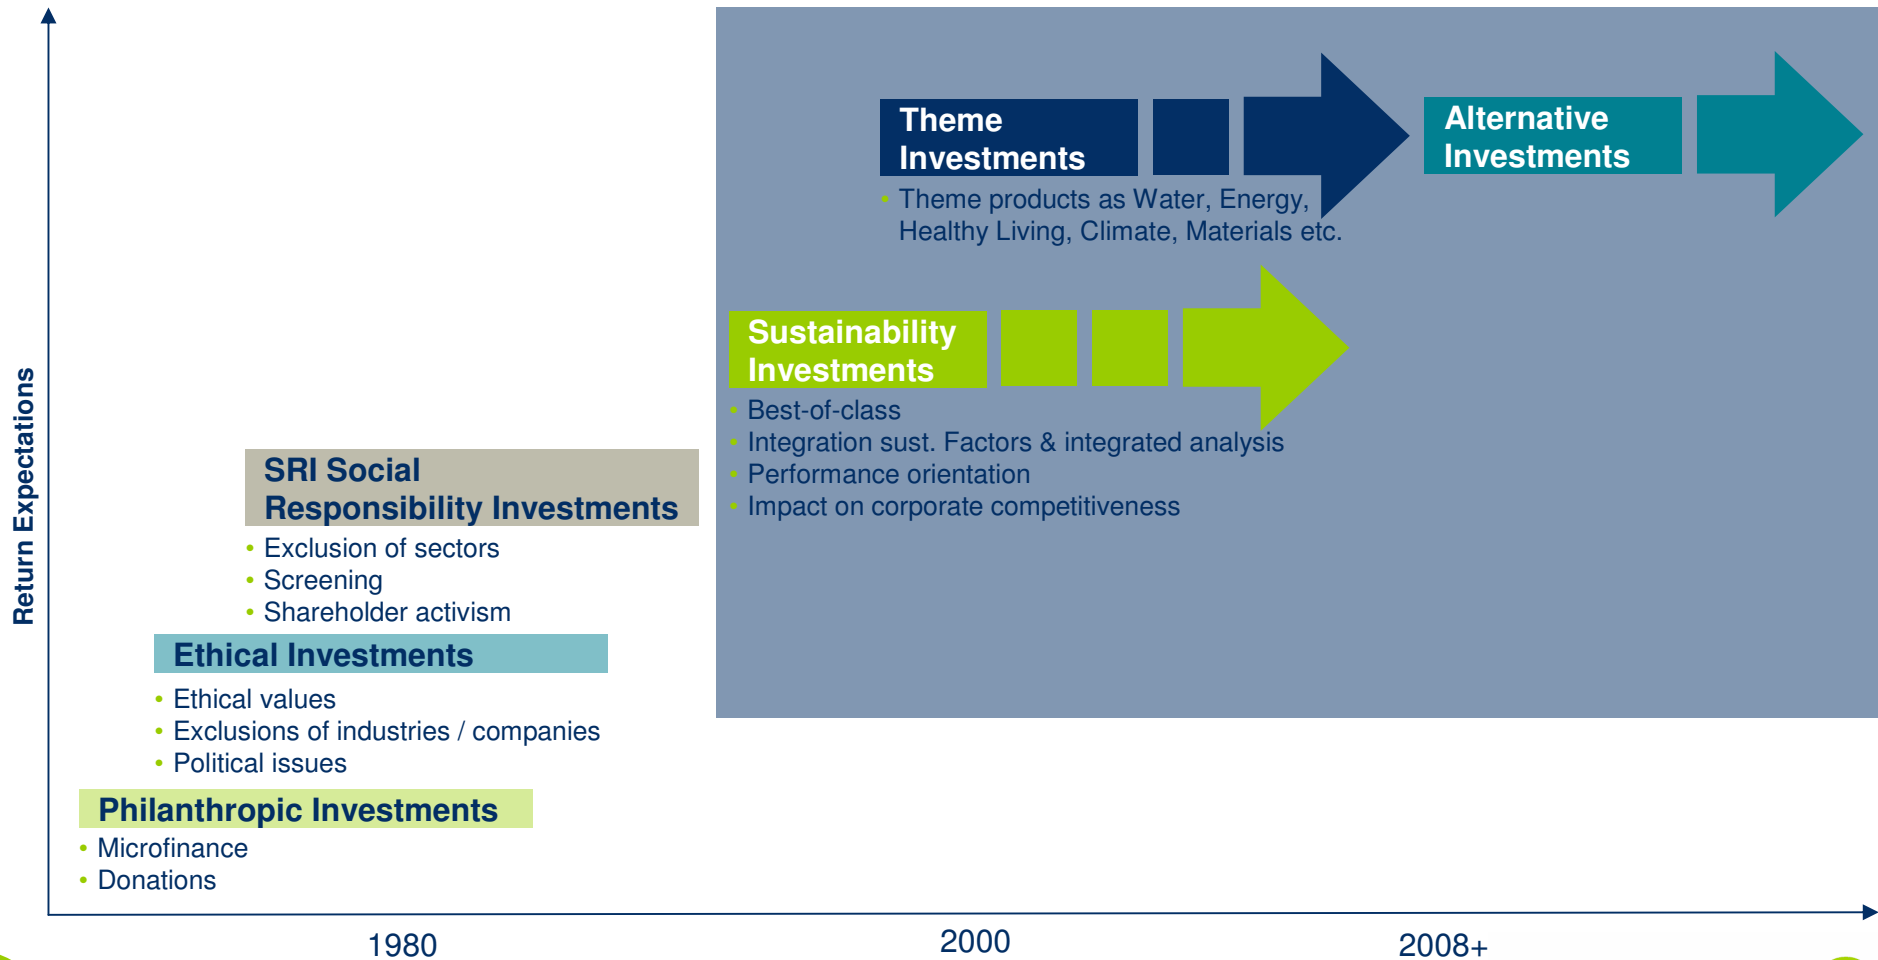 Return Expectations
Theme
Investments
• Theme products as Water, Energy,
Healthy Living, Climate, Materials etc.
Alternative
Investments
Sustainability
Investments
• Best-of-class
• Integration sust. Factors & integrated analysis
• Performance orientation
• Impact on corporate competitiveness
SRI Social
Responsibility Investments
• Exclusion of sectors
• Screening
• Shareholder activism
Ethical Investments
• Ethical values
• Exclusions of industries / companies
• Political issues
Philanthropic Investments
• Microfinance
• Donations
1980
2000
2008+